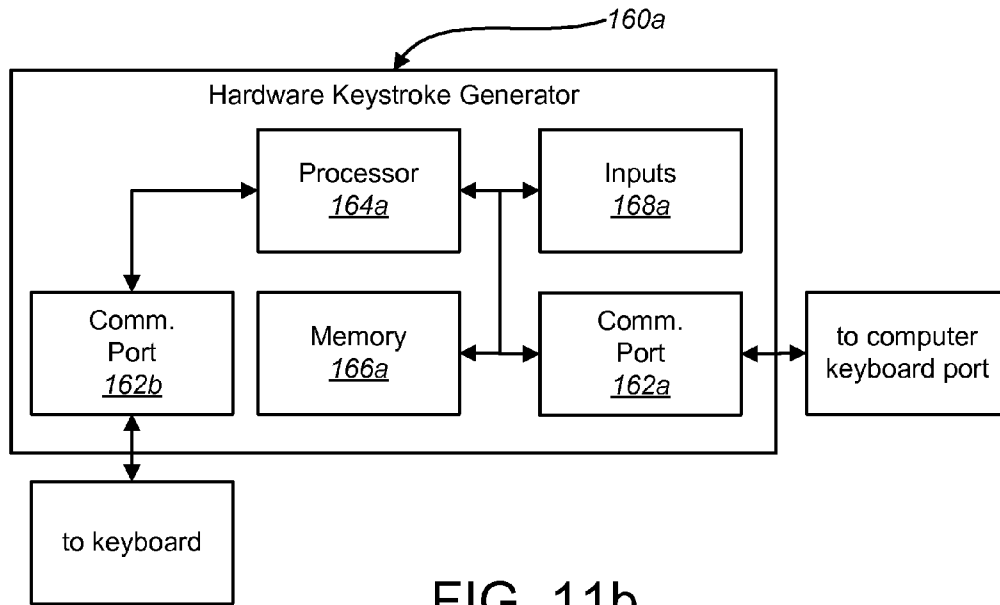 160a
Hardware Keystroke Generator
Processor
164a
Inputs
168a
Comm.
Port
162b
Memory
166a
Comm.
Port
162a
to computer
keyboard port
to keyboard
FIG. 11b